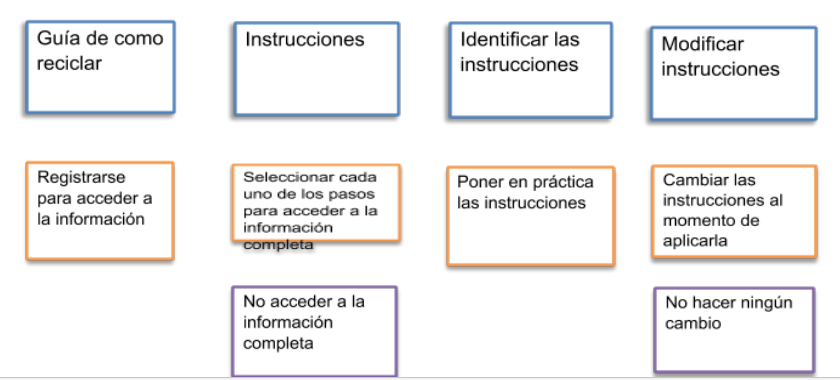 Guía de como
reciclar
Instrucciones
Identificar las
instrucciones
Modificar
instrucciones
Registrarse
para acceder a
la información
Seleccionar cada
uno de los pasos
para acceder a la
información
completa
Poner en práctica
las instrucciones
Cambiar las
instrucciones al
momento de
aplicarla
No acceder a la
información
completa
No hacer ningún
cambio